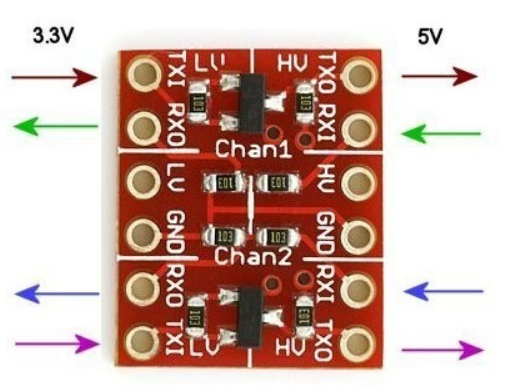 3.3V
5V
TXI LV HV TXO
103 103
RXO RXI
Chan1
LV 103 103 HV
GND 103 103 GND
Chan2
RXO RXI
103 103
TXI LV HV TXO